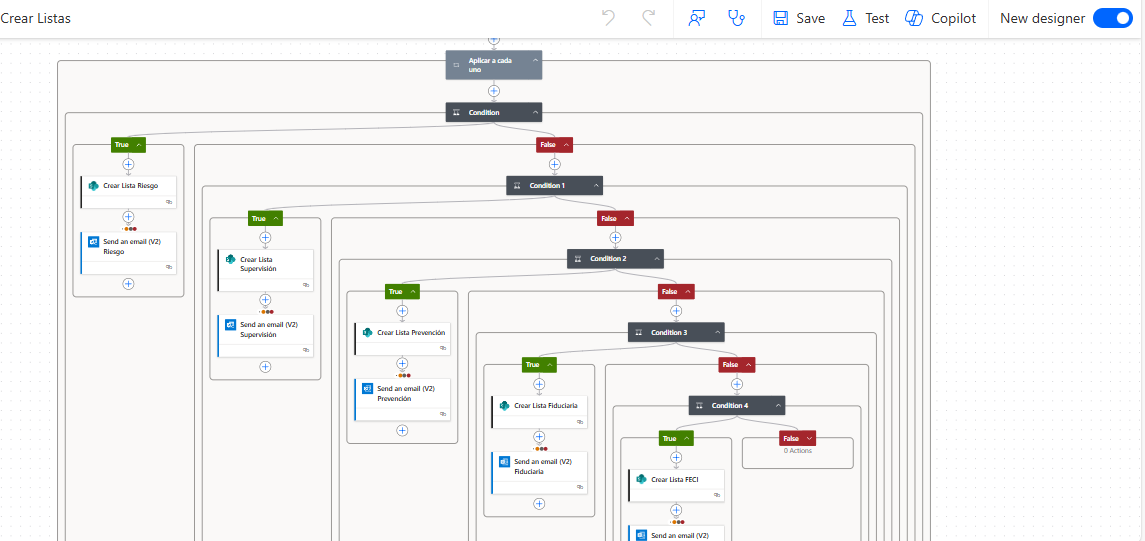 Crear Listas
Save
Test
Copilot
New designer
Aplicar a cada
uno
Condition
True
False
Crear Lista Riesgo
Condition 1
Send an email (V2)
Riesgo
True
False
Crear Lista
Supervisión
Condition 2
Send an email (V2)
Supervisión
True
False
Crear Lista Prevención
Condition 3
Send an email (V2)
Prevención
True
False
Crear Lista Fiduciaria
Condition 4
Send an email (V2)
Fiduciaria
True
False
0 Actions
Crear Lista FECI
Send an email (V2)